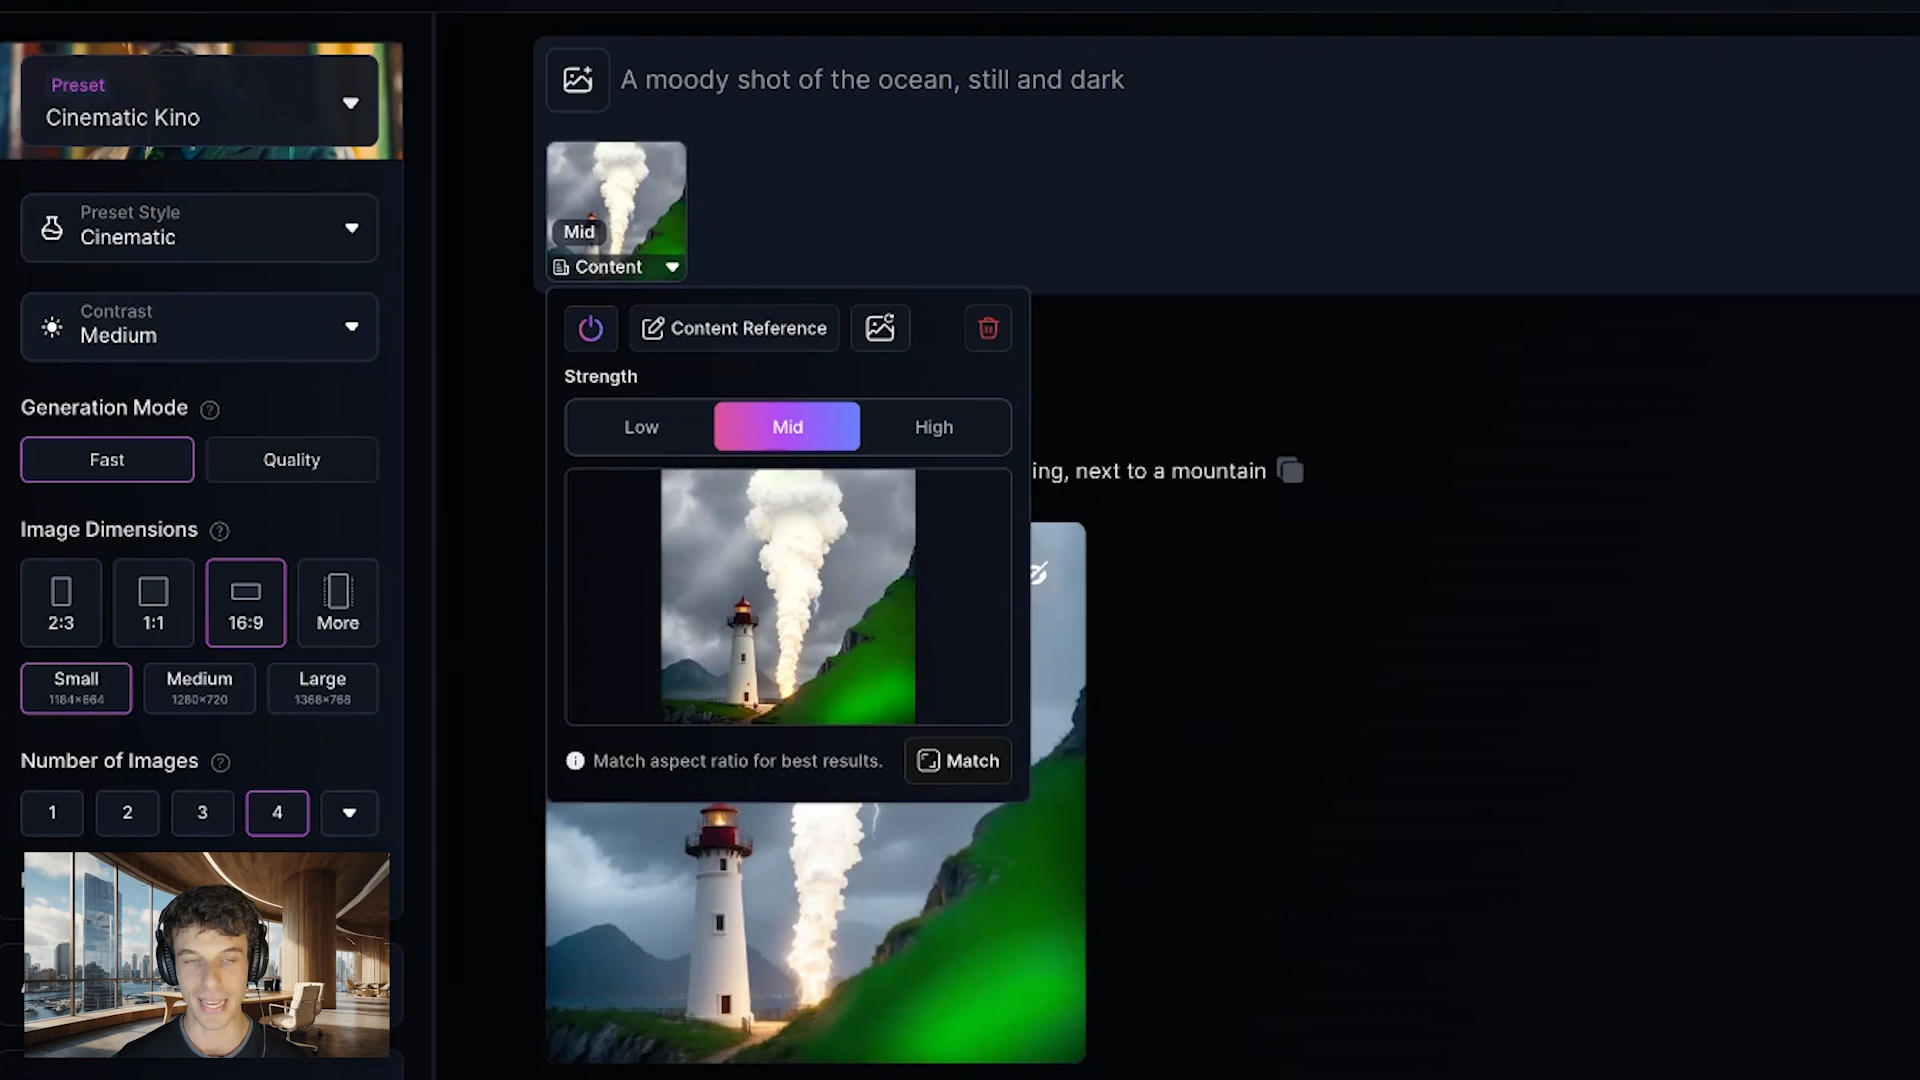 Preset
Cinematic Kino
Preset Style
Cinematic
Contrast
Medium
Generation Mode ?
Fast
Quality
Image Dimensions ?
2:3
1:1
16:9
More
Small
1184×664
Medium
1280×720
Large
1368×768
Number of Images ?
1
2
3
4
A moody shot of the ocean, still and dark
Mid
Content
Content Reference
Strength
Low
Mid
High
Match aspect ratio for best results.
Match
ing, next to a mountain